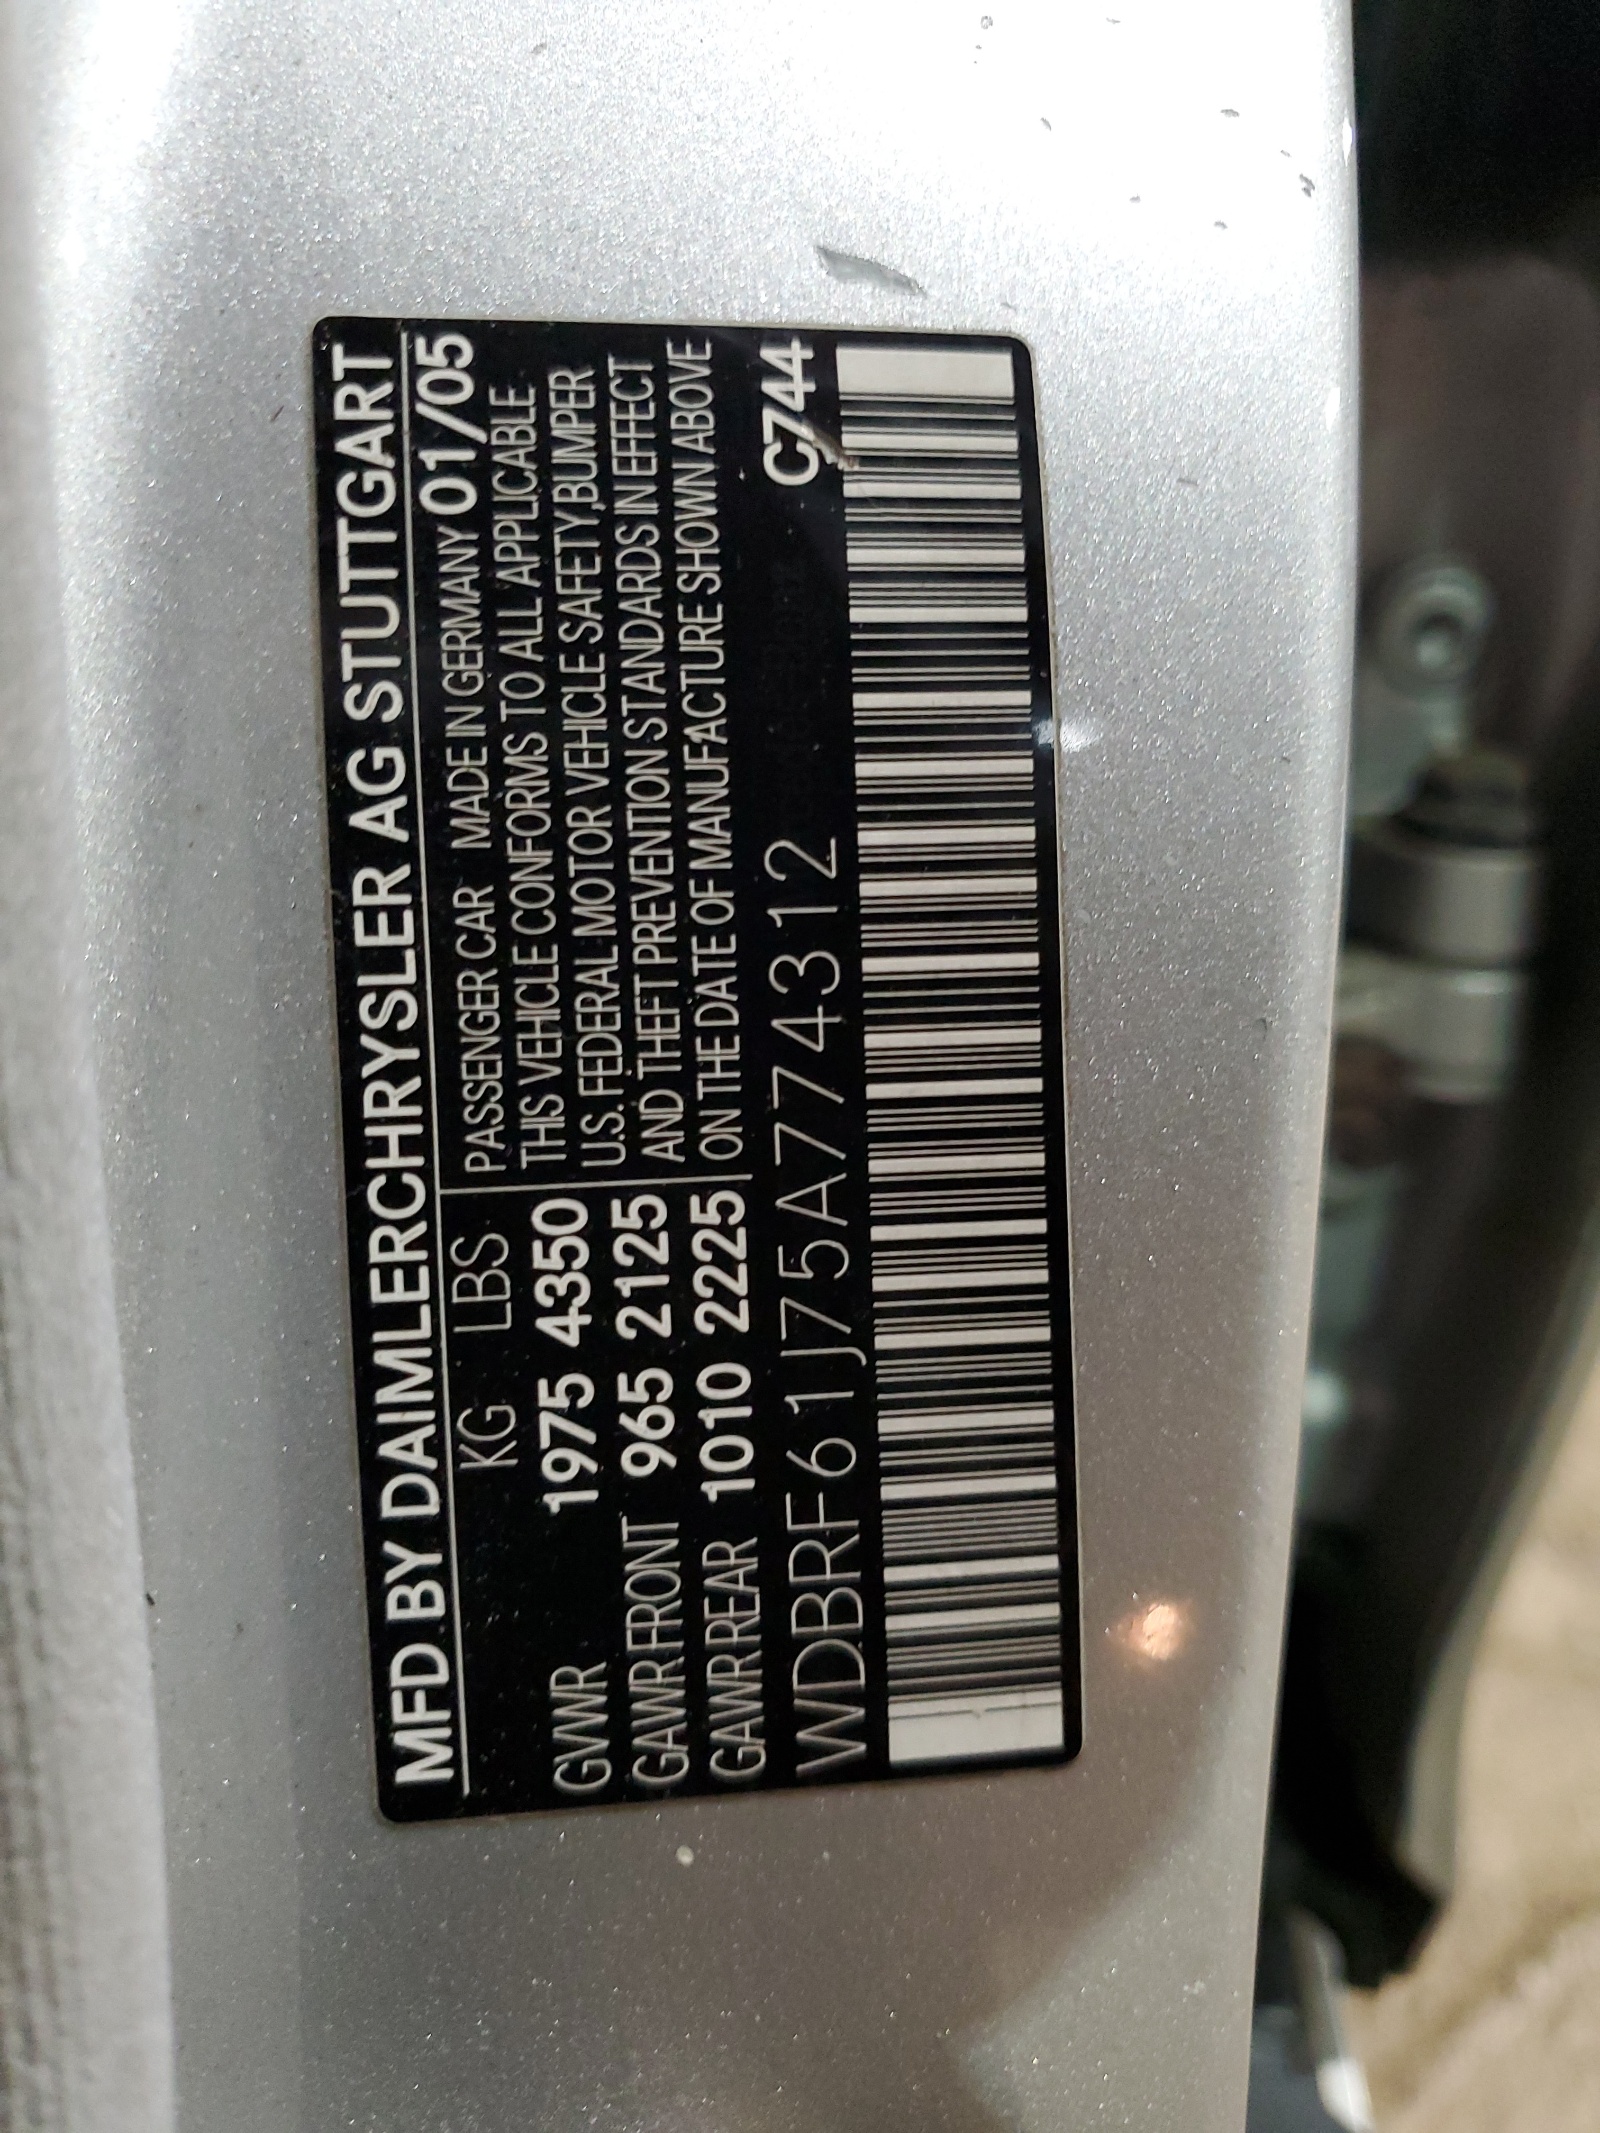 MFD BY DAIMLERCHRYSLER AG STUTTGART
KG LBS
GVWR 1975 4350
GAWR FRONT 965 2125
GAWR REAR 1010 2225
PASSENGER CAR MADE IN GERMANY 01/05
THIS VEHICLE CONFORMS TO ALL APPLICABLE
U.S. FEDERAL MOTOR VEHICLE SAFETY,BUMPER
AND THEFT PREVENTION STANDARDS IN EFFECT
ON THE DATE OF MANUFACTURE SHOWN ABOVE
WDBRF61J75A774312
C744